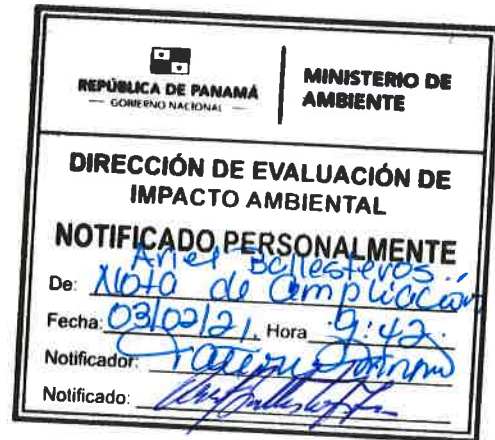 REPÚBLICA DE PANAMÁ
— GOBIERNO NACIONAL —
MINISTERIO DE
AMBIENTE
DIRECCIÓN DE EVALUACIÓN DE
IMPACTO AMBIENTAL
NOTIFICADO PERSONALMENTE
Ariel Ballesteros
De: Nota de Ampliación
Fecha: 03/02/21, Hora 9:42
Notificador:
Notificado: